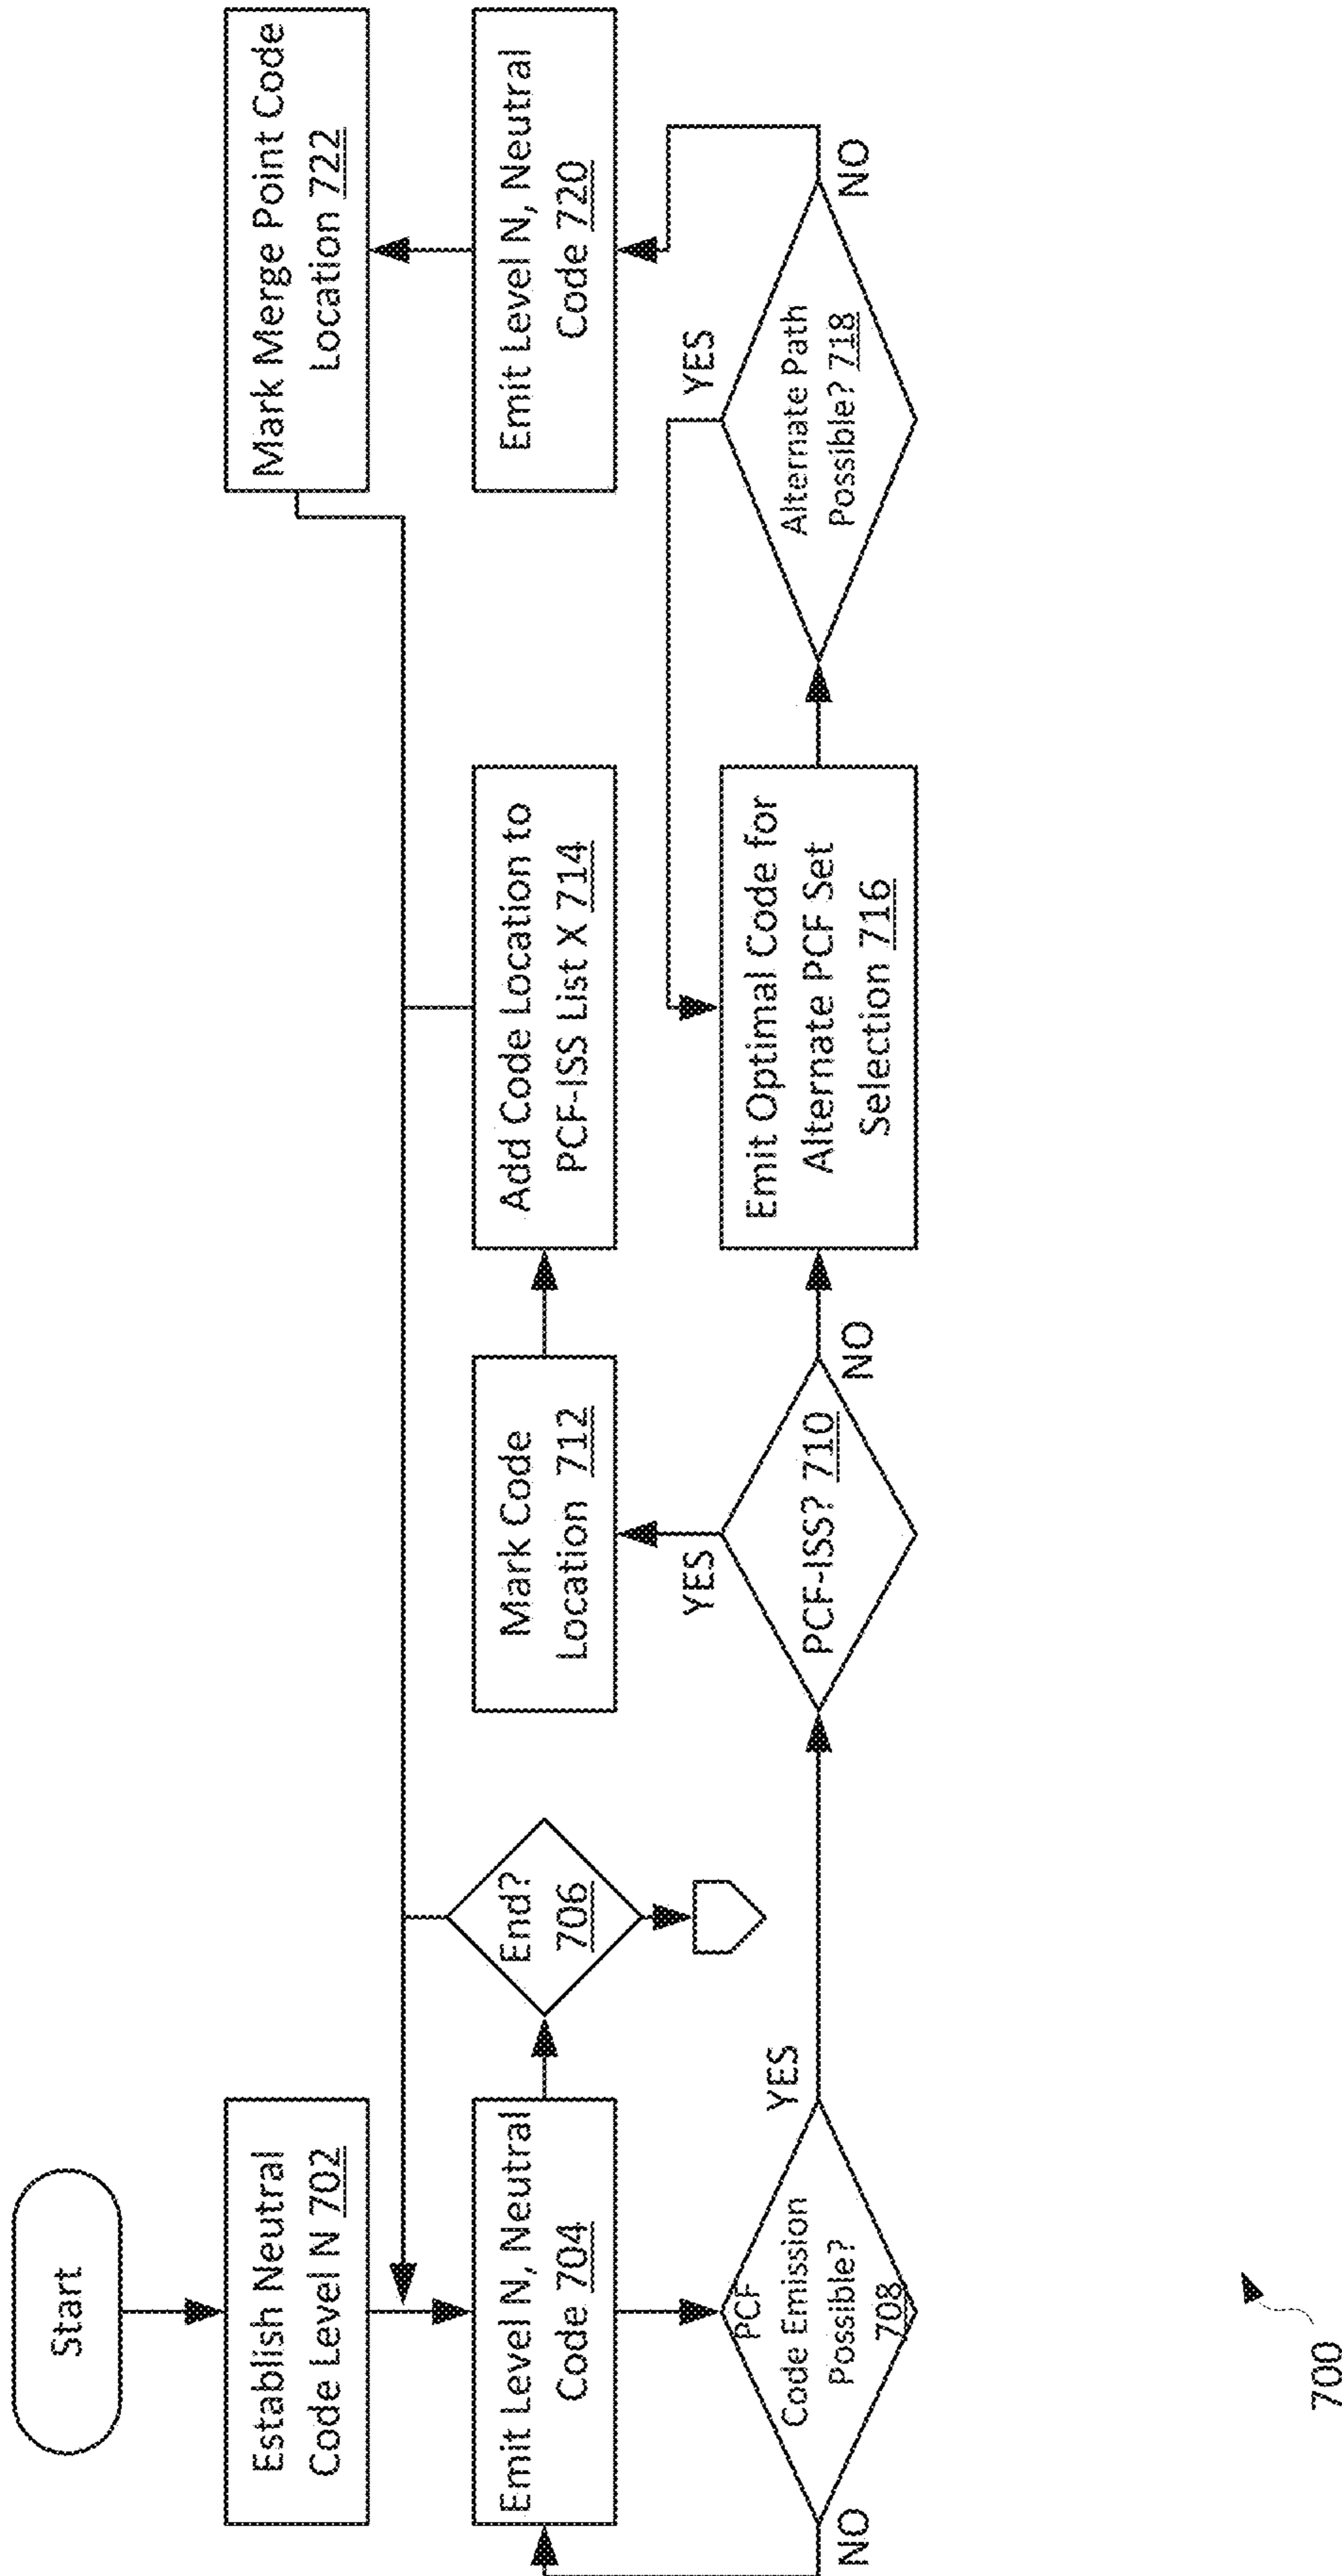 Start
Establish Neutral
Code Level N 702
Emit Level N, Neutral
Code 704
End?
706
PCF
Code Emission
Possible?
708
NO
YES
PCF-ISS? 710
YES
NO
Mark Code
Location 712
Add Code Location to
PCF-ISS List X 714
Emit Optimal Code for
Alternate PCF Set
Selection 716
Alternate Path
Possible? 718
YES
NO
Emit Level N, Neutral
Code 720
Mark Merge Point Code
Location 722
700